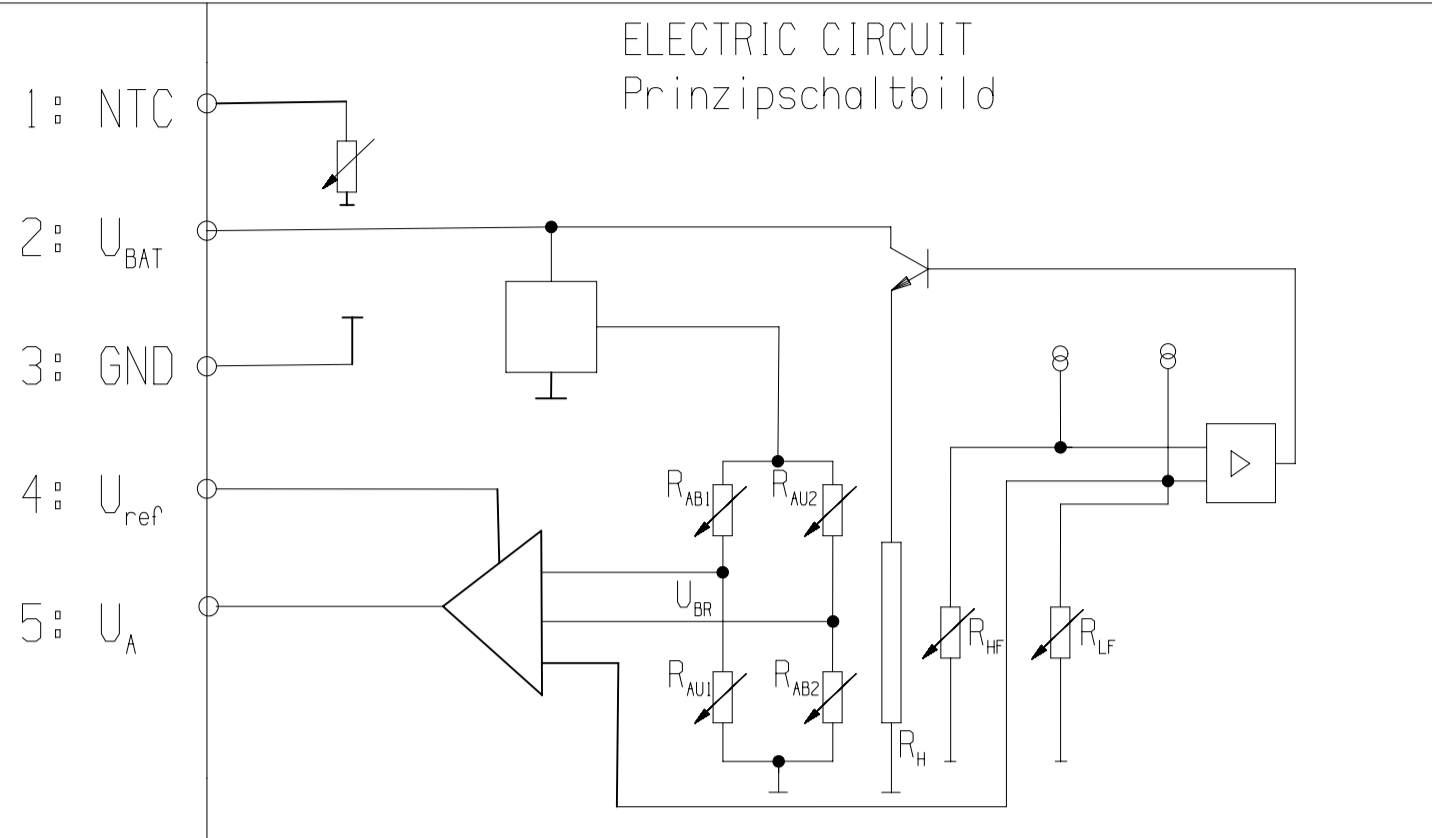 ELECTRIC CIRCUIT
Prinzipschaltbild
1: NTC
2: U_BAT
3: GND
4: U_ref
5: U_A
R_AB1
R_AU2
U_BR
R_AU1
R_AB2
R_H
R_HF
R_LF